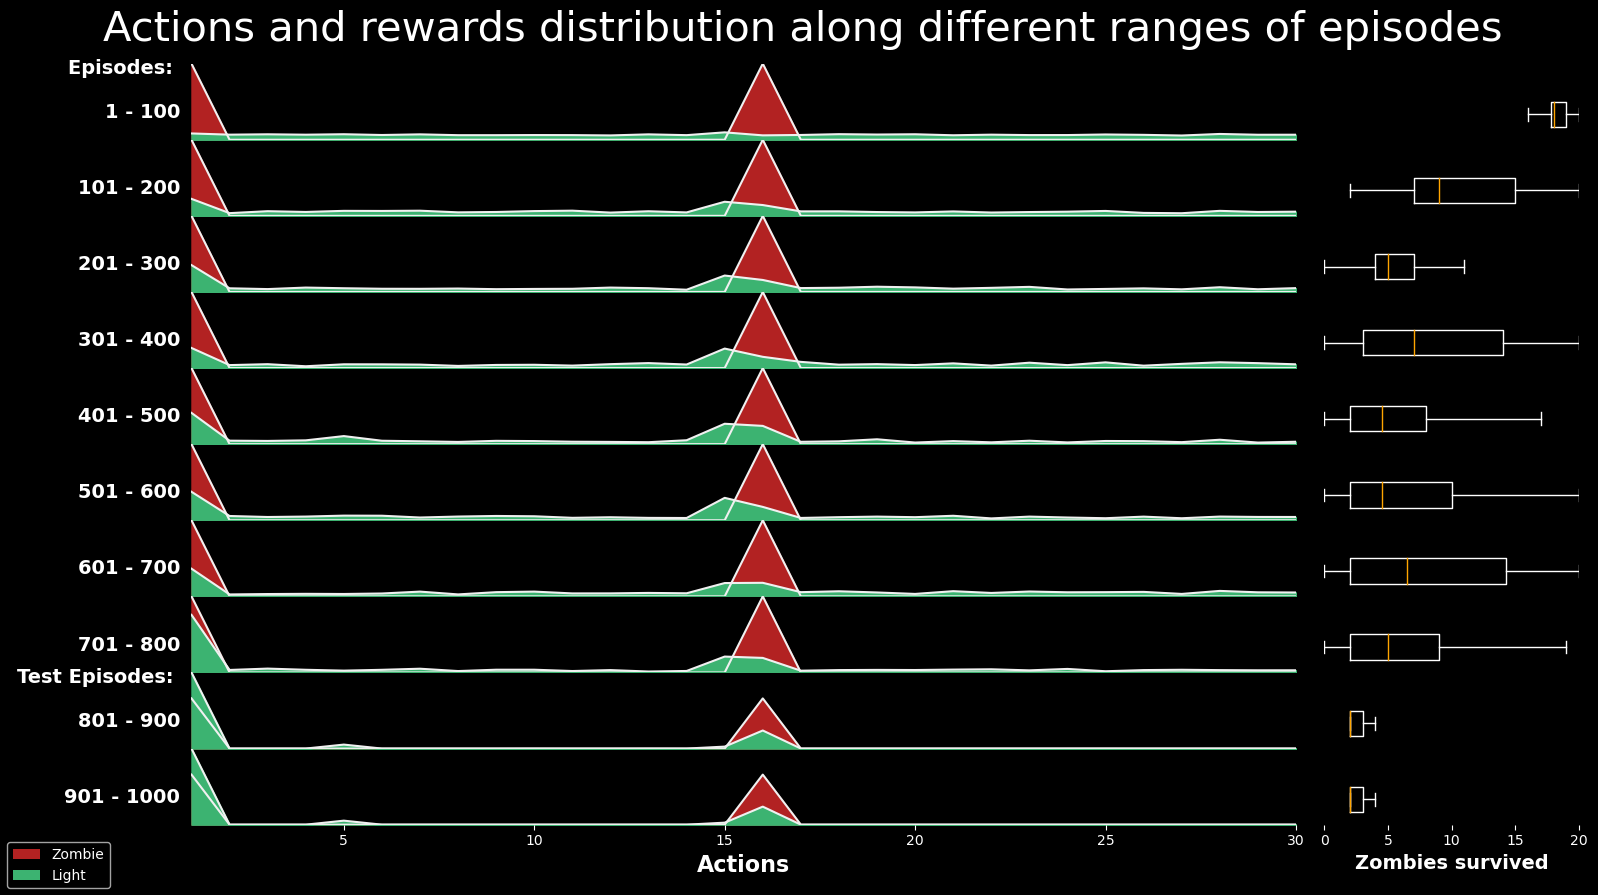 Actions and rewards distribution along different ranges of episodes
Episodes:
1 - 100
101 - 200
201 - 300
301 - 400
401 - 500
501 - 600
601 - 700
701 - 800
Test Episodes:
801 - 900
901 - 1000
5 10 15 20 25 30
0 5 10 15 20
Actions
Zombies survived
Zombie
Light